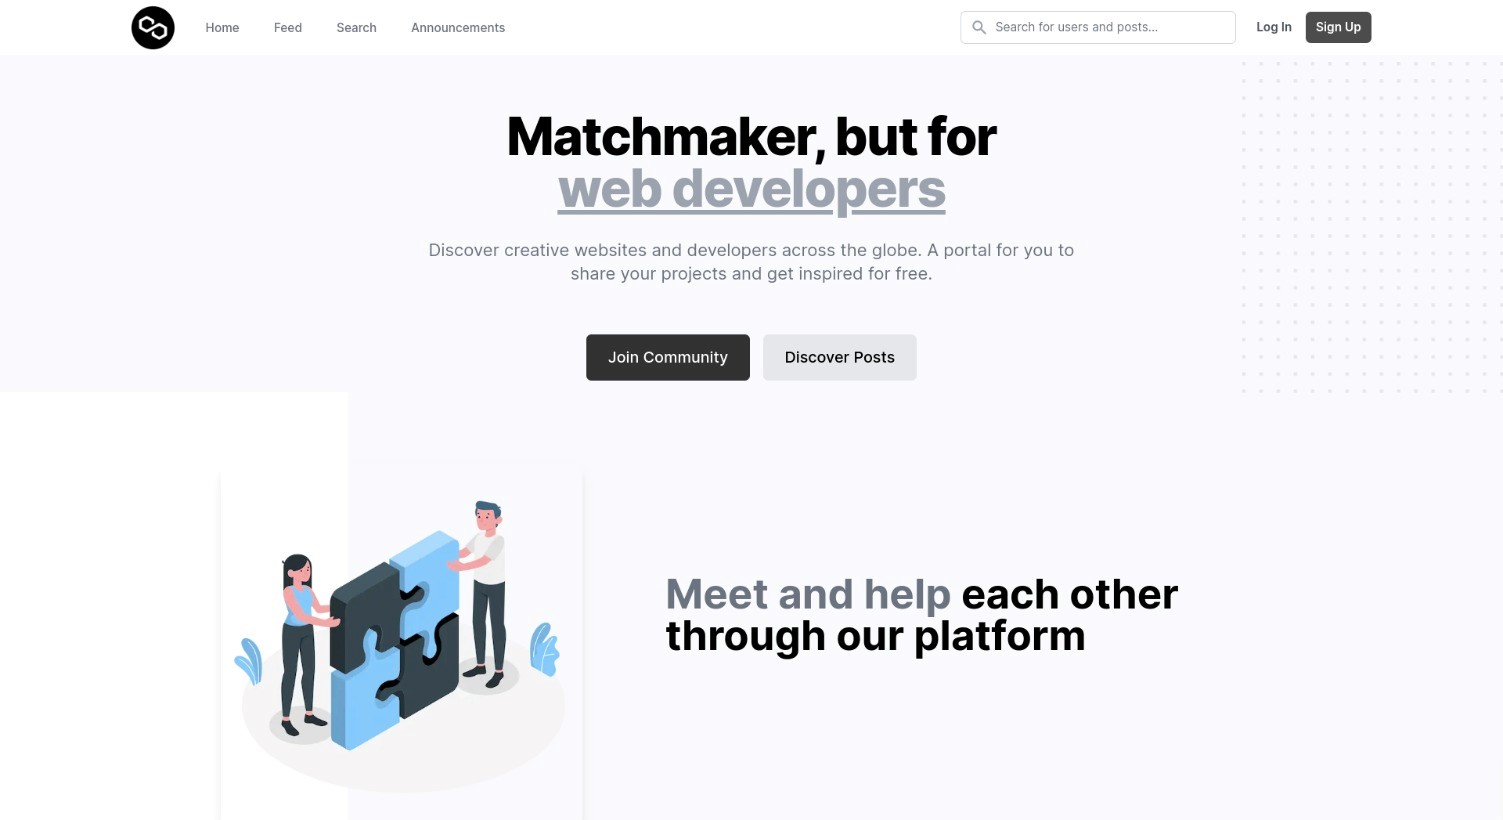 Home Feed Search Announcements Search for users and posts... Log In Sign Up
Matchmaker, but for
web developers
Discover creative websites and developers across the globe. A portal for you to
share your projects and get inspired for free.
Join Community Discover Posts
Meet and help each other
through our platform